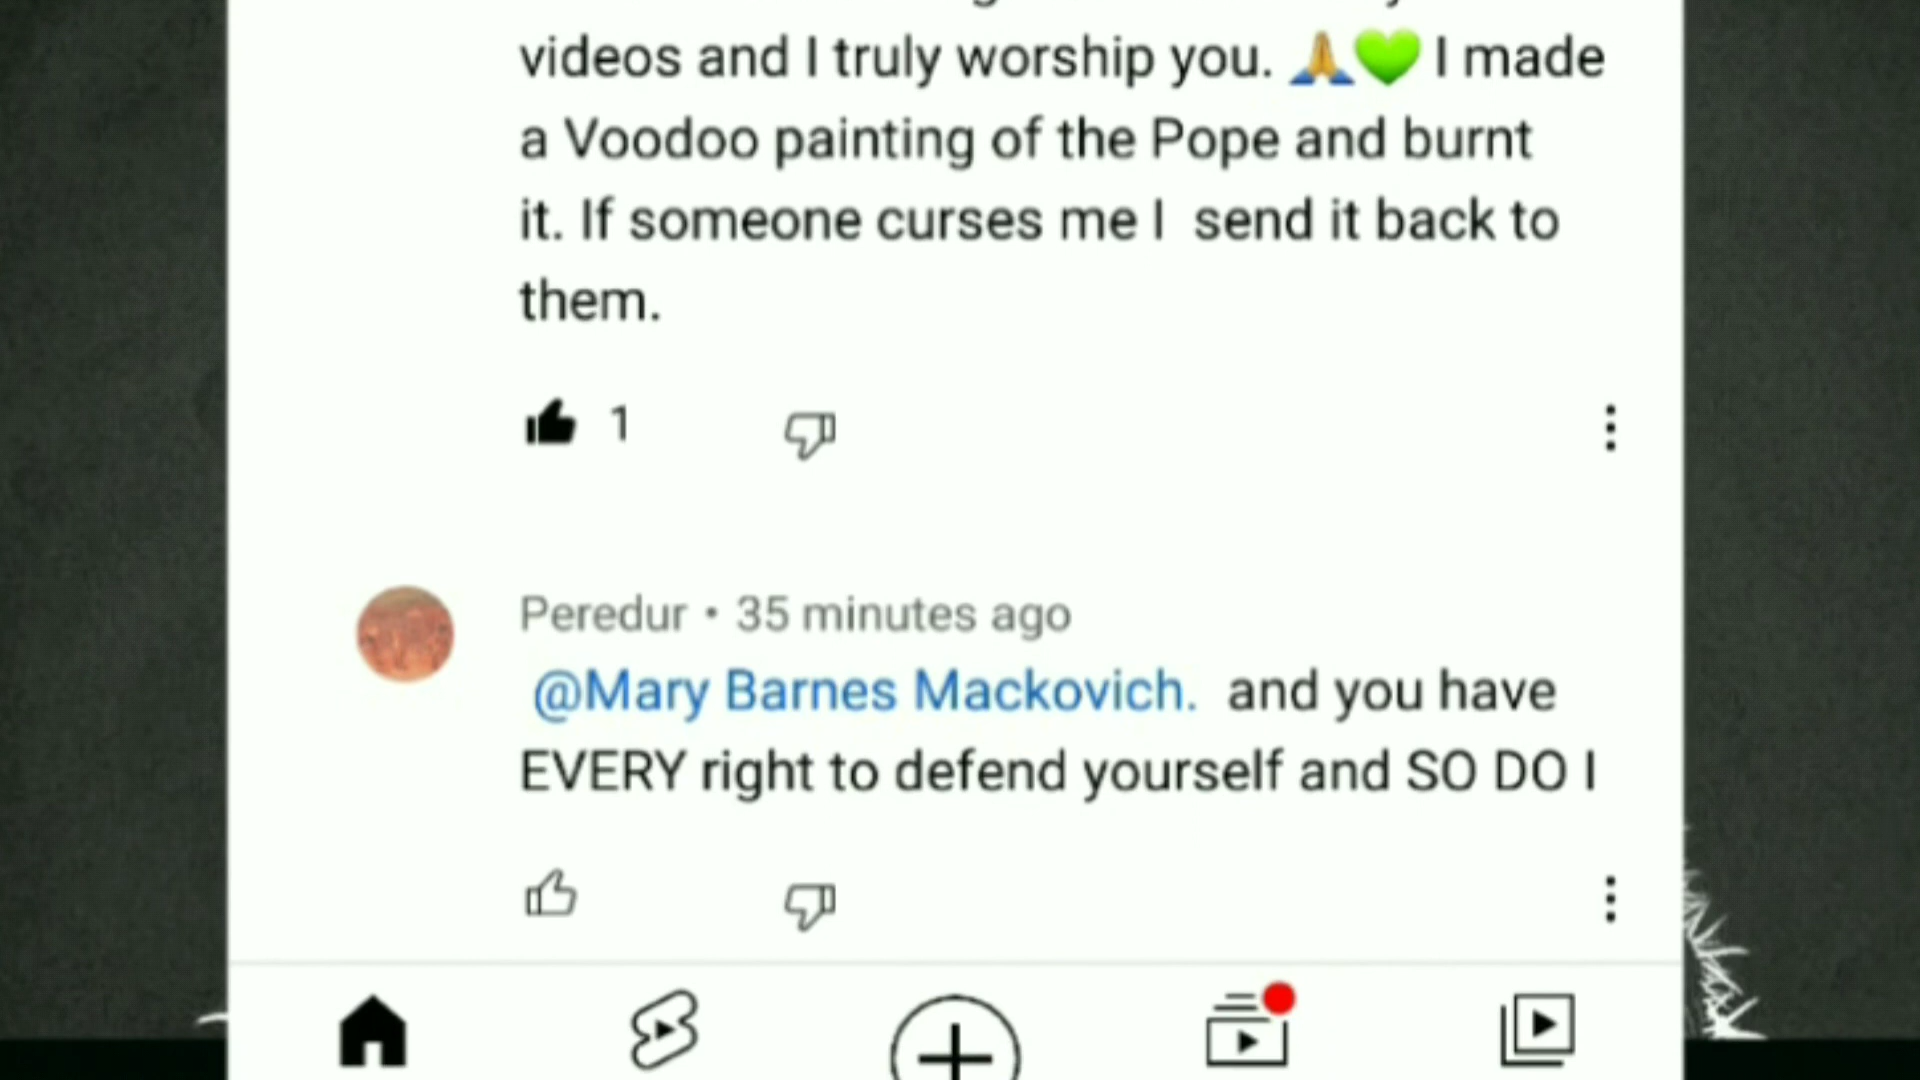 videos and I truly worship you. 🙏💚 I made
a Voodoo painting of the Pope and burnt
it. If someone curses me I  send it back to
them.
1
Peredur • 35 minutes ago
@Mary Barnes Mackovich.  and you have
EVERY right to defend yourself and SO DO I